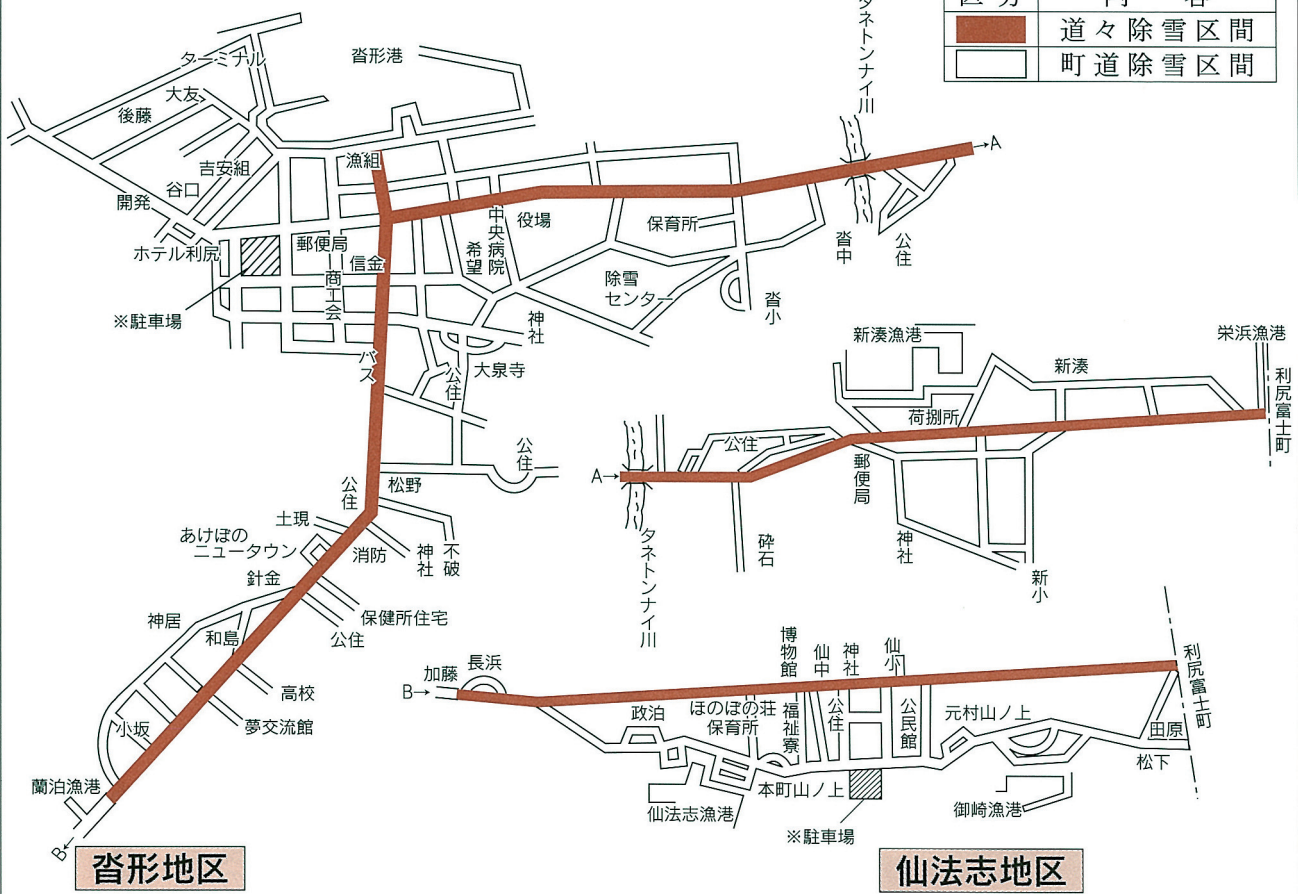 区分
内容
道々除雪区間
町道除雪区間
タネトンナイ川
ターミナル
沓形港
大友
後藤
吉安組
漁組
谷口
開発
ホテル利尻
※駐車場
郵便局
商工会
信金
希望
中央病院
役場
保育所
除雪
センター
沓中
公住
沓小
神社
大泉寺
公住
バス
公住
→A
公住
松野
土現
あけぼの
ニュータウン
消防
神社
不破
針金
保健所住宅
公住
神居
和島
高校
夢交流館
小坂
蘭泊漁港
B←
沓形地区
新湊漁港
新湊
栄浜漁港
利尻富士町
荷捌所
公住
A→
郵便局
タネトンナイ川
砕石
神社
新小
加藤
長浜
B→
博物館
仙中
神社
仙小
利尻富士町
政泊
ほのぼの荘
保育所
福祉寮
公住
公民館
元村山ノ上
田原
松下
本町山ノ上
仙法志漁港
※駐車場
御崎漁港
仙法志地区